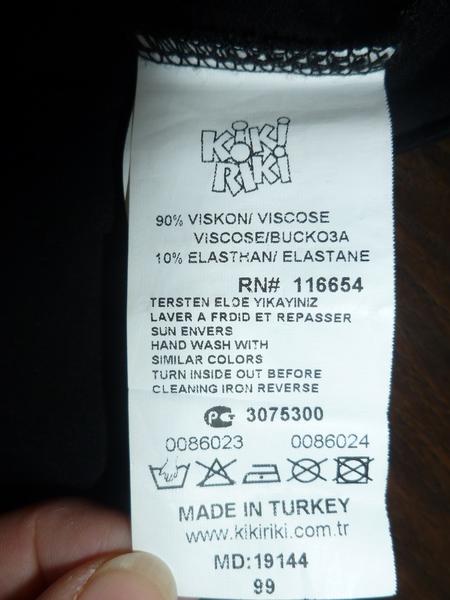 KiKi
RiKi
90% VISKON/ VISCOSE
VISCOSE/BUCKO3A
10% ELASTHAN/ ELASTANE
RN# 116654
TERSTEN ELDE YIKAYINIZ
LAVER A FROID ET REPASSER
SUN ENVERS
HAND WASH WITH
SIMILAR COLORS
TURN INSIDE OUT BEFORE
CLEANING IRON REVERSE
3075300
0086023 0086024
MADE IN TURKEY
www.kikiriki.com.tr
MD:19144
99